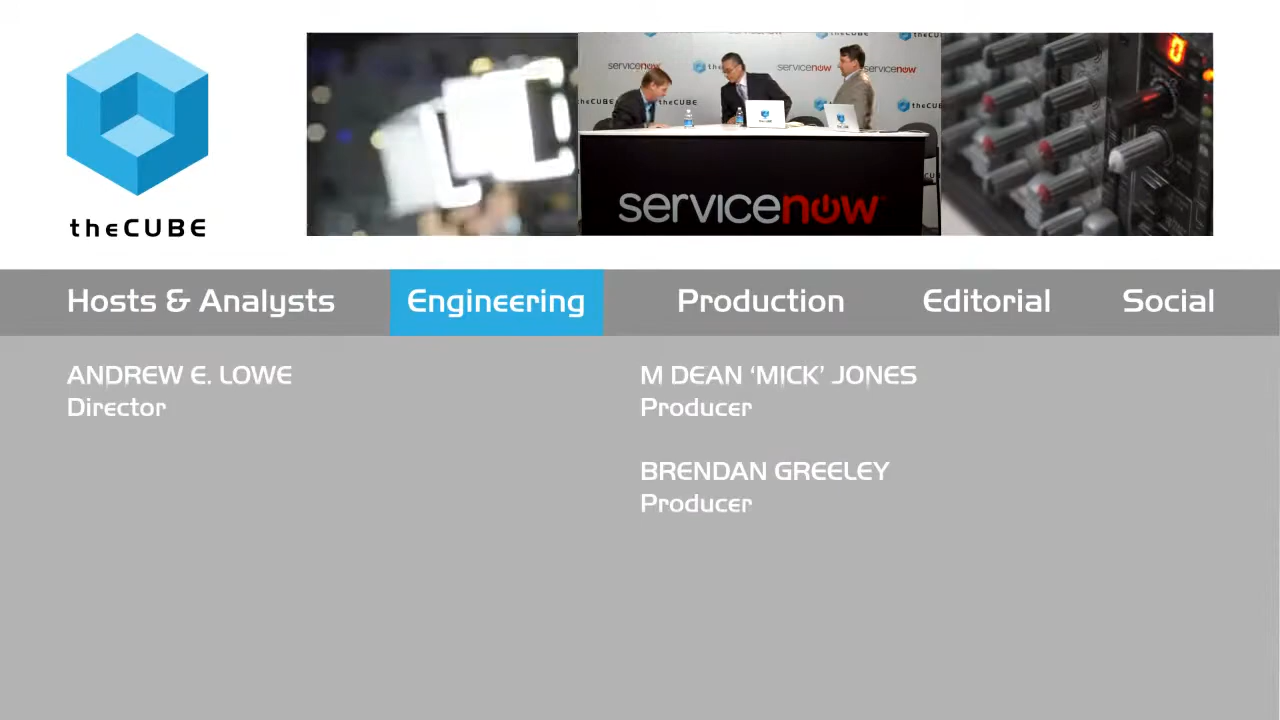 theCUBE
servicenow
theCUBE
servicenow
servicenow
theCUBE
theCUBE
servicenow
Hosts & Analysts
Engineering
Production
Editorial
Social
ANDREW E. LOWE
Director
M DEAN ‘MICK’ JONES
Producer
BRENDAN GREELEY
Producer